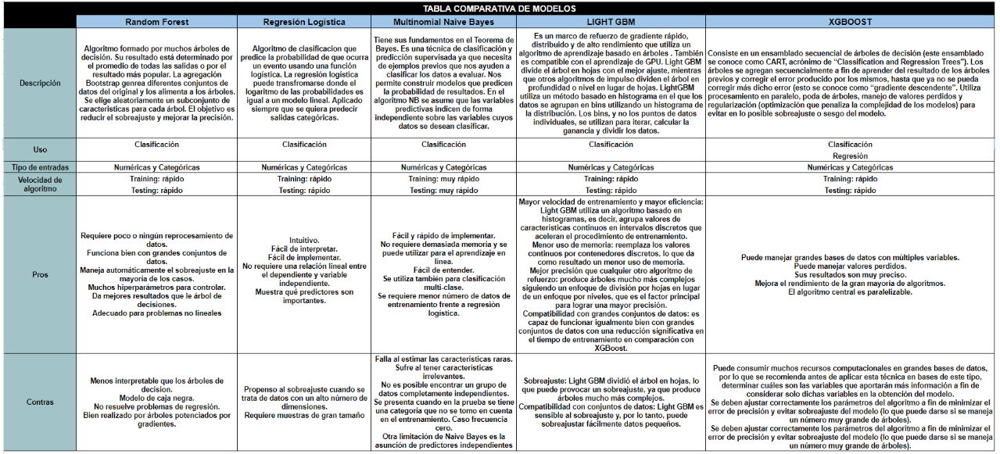 TABLA COMPARATIVA DE MODELOS
Random Forest
Regresión Logística
Multinomial Naive Bayes
LIGHT GBM
XGBOOST
Descripción
Algoritmo formado por muchos árboles de
decisión. Su resultado está determinado por
el promedio de todas las salidas o por el
resultado más popular. La agregación
Bootstrap genrea diferentes conjuntos de
datos del original y los alimenta a los árboles.
Se elige aleatoriamente un subconjunto de
características para cada árbol. El objetivo es
reducir el sobreajuste y mejorar la precisión.
Algoritmo de clasificacion que
predice la probabilidad de que ocurra
un evento usando una función
logística. La regresión logística
puede transfromarse donde el
logaritmo de las probabilidades es
igual a un modelo lineal. Aplicado
siempre que se quiera predecir
salidas categóricas.
Tiene sus fundamentos en el Teorema de
Bayes. Es una técnica de clasificación y
predicción supervisada ya que necesita
de ejemplos previos que nos ayuden a
clasificar los datos a evaluar. Nos
permite construir modelos que predicen
la probabilidad de resultados. En el
algoritmo NB se asume que las variables
predictivas indicen de forma
independiente sobre las variables cuyos
datos se desean clasificar.
Es un marco de refuerzo de gradiente rápido,
distribuido y de alto rendimiento que utiliza un
algoritmo de aprendizaje basado en árboles . También
es compatible con el aprendizaje de GPU. Light GBM
divide el árbol en hojas con el mejor ajuste, mientras
que otros algoritmos de impulso dividen el árbol en
profundidad o nivel en lugar de hojas. LightGBM
utiliza un método basado en histograma en el que los
datos se agrupan en bins utilizando un histograma de
la distribución. Los bins, y no los puntos de datos
individuales, se utilizan para iterar, calcular la
ganancia y dividir los datos.
Consiste en un ensamblado secuencial de árboles de decisión (este ensamblado
se conoce como CART, acrónimo de “Classification and Regression Trees”). Los
árboles se agregan secuencialmente a fin de aprender del resultado de los árboles
previos y corregir el error producido por los mismos, hasta que ya no se pueda
corregir más dicho error (esto se conoce como “gradiente descendente”. Utiliza
procesamiento en paralelo, poda de árboles, manejo de valores perdidos y
regularización (optimización que penaliza la complejidad de los modelos) para
evitar en lo posible sobreajuste o sesgo del modelo.
Uso
Clasificación
Clasificación
Clasificación
Clasificación
Clasificación
Regresión
Tipo de entradas
Numéricas y Categóricas
Numéricas y Categóricas
Numéricas y Categóricas
Numéricas y Categóricas
Numéricas y Categóricas
Velocidad de
algoritmo
Training: rápido
Testing: rápido
Training: rápido
Testing: rápido
Training: muy rápido
Testing: muy rápido
Training: rápido
Testing: rápido
Training: rápido
Testing: rápido
Pros
Requiere poco o ningún reprocesamiento de
datos.
Funciona bien con grandes conjuntos de
datos.
Maneja automáticamente el sobreajuste en la
mayoría de los casos.
Muchos hiperparámetros para controlar.
Da mejores resultados que le árbol de
decisiones.
Adecuado para problemas no lineales
Intuitivo.
Fácil de interpretar.
Fácil de implementar.
No requiere una relación lineal entre
el dependiente y variable
independiente.
Muestra qué predictores son
importantes.
Fácil y rápido de implementar.
No requiere demasiada memoria y se
puede utilizar para el aprendizaje en
línea.
Fácil de entender.
Se utiliza también para clasificación
multi-clase.
Se requiere menor número de datos de
entrenamiento frente a regresión
logística.
Mayor velocidad de entrenamiento y mayor eficiencia:
Light GBM utiliza un algoritmo basado en
histogramas, es decir, agrupa valores de
características continuos en intervalos discretos que
aceleran el procedimiento de entrenamiento.
Menor uso de memoria: reemplaza los valores
continuos por contenedores discretos, lo que da
como resultado un menor uso de memoria.
Mejor precisión que cualquier otro algoritmo de
refuerzo: produce árboles mucho más complejos
siguiendo un enfoque de división por hojas en lugar
de un enfoque por niveles, que es el factor principal
para lograr una mayor precisión.
Compatibilidad con grandes conjuntos de datos: es
capaz de funcionar igualmente bien con grandes
conjuntos de datos con una reducción significativa en
el tiempo de entrenamiento en comparación con
XGBoost.
Puede manejar grandes bases de datos con múltiples variables.
Puede manejar valores perdidos.
Sus resultados son muy preciso.
Mejora el rendimiento de la gran mayoría de algoritmos.
El algoritmo central es paralelizable.
Contras
Menos interpretable que los árboles de
decision.
Modelo de caja negra.
No resuelve problemas de regresión.
Bien realizado por árboles potenciados por
gradientes.
Propenso al sobreajuste cuando se
trata de datos con un alto número de
dimensiones.
Requiere muestras de gran tamaño
Falla al estimar las características raras.
Sufre al tener características
irrelevantes.
No es posible encontrar un grupo de
datos completamente independientes.
Se presenta cuando en la prueba se tiene
una categoría que no se tomo en cuenta
en el entrenamiento. Caso frecuencia
cero.
Otra limitación de Naive Bayes es la
asunción de predictores independientes
Sobreajuste: Light GBM dividió el árbol en hojas, lo
que puede provocar un sobreajuste, ya que produce
árboles mucho más complejos.
Compatibilidad con conjuntos de datos: Light GBM es
sensible al sobreajuste y, por lo tanto, puede
sobreajustar fácilmente datos pequeños.
Puede consumir muchos recursos computacionales en grandes bases de datos,
por lo que se recomienda antes de aplicar esta técnica en bases de este tipo,
determinar cuáles son las variables que aportarán más información a fin de
considerar solo dichas variables en la obtención del modelo.
Se deben ajustar correctamente los parámetros del algoritmo a fin de minimizar el
error de precisión y evitar sobreajuste del modelo (lo que puede darse si se maneja
un número muy grande de árboles).
Se deben ajustar correctamente los parámetros del algoritmo a fin de minimizar el
error de precisión y evitar sobreajuste del modelo (lo que puede darse si se maneja
un número muy grande de árboles).